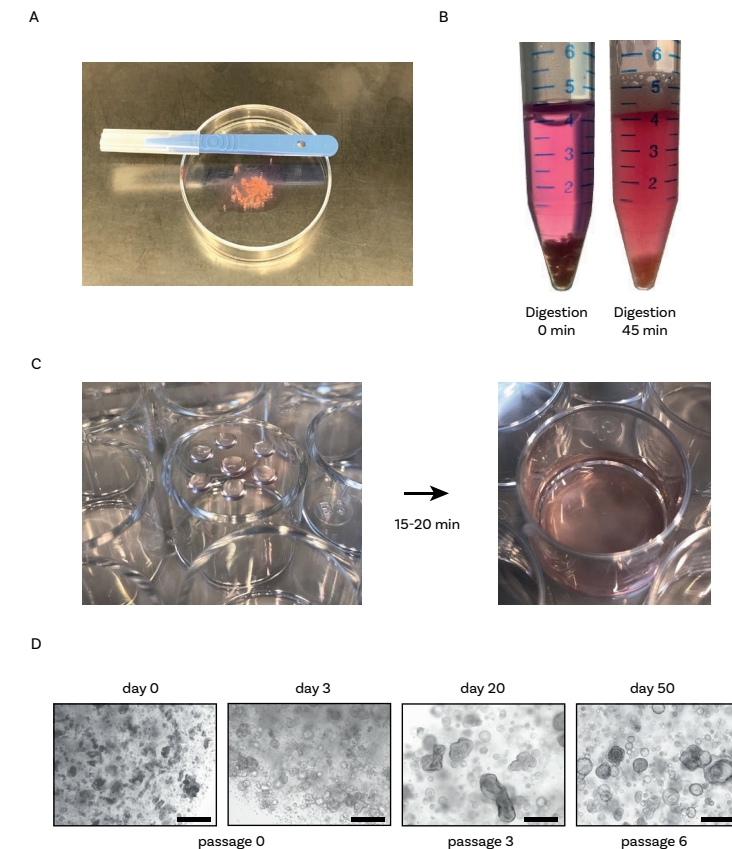 A
B
6
5
4
3
2
6
5
4
3
2
Digestion
0 min
Digestion
45 min
C
15-20 min
D
day 0
day 3
day 20
day 50
passage 0
passage 3
passage 6